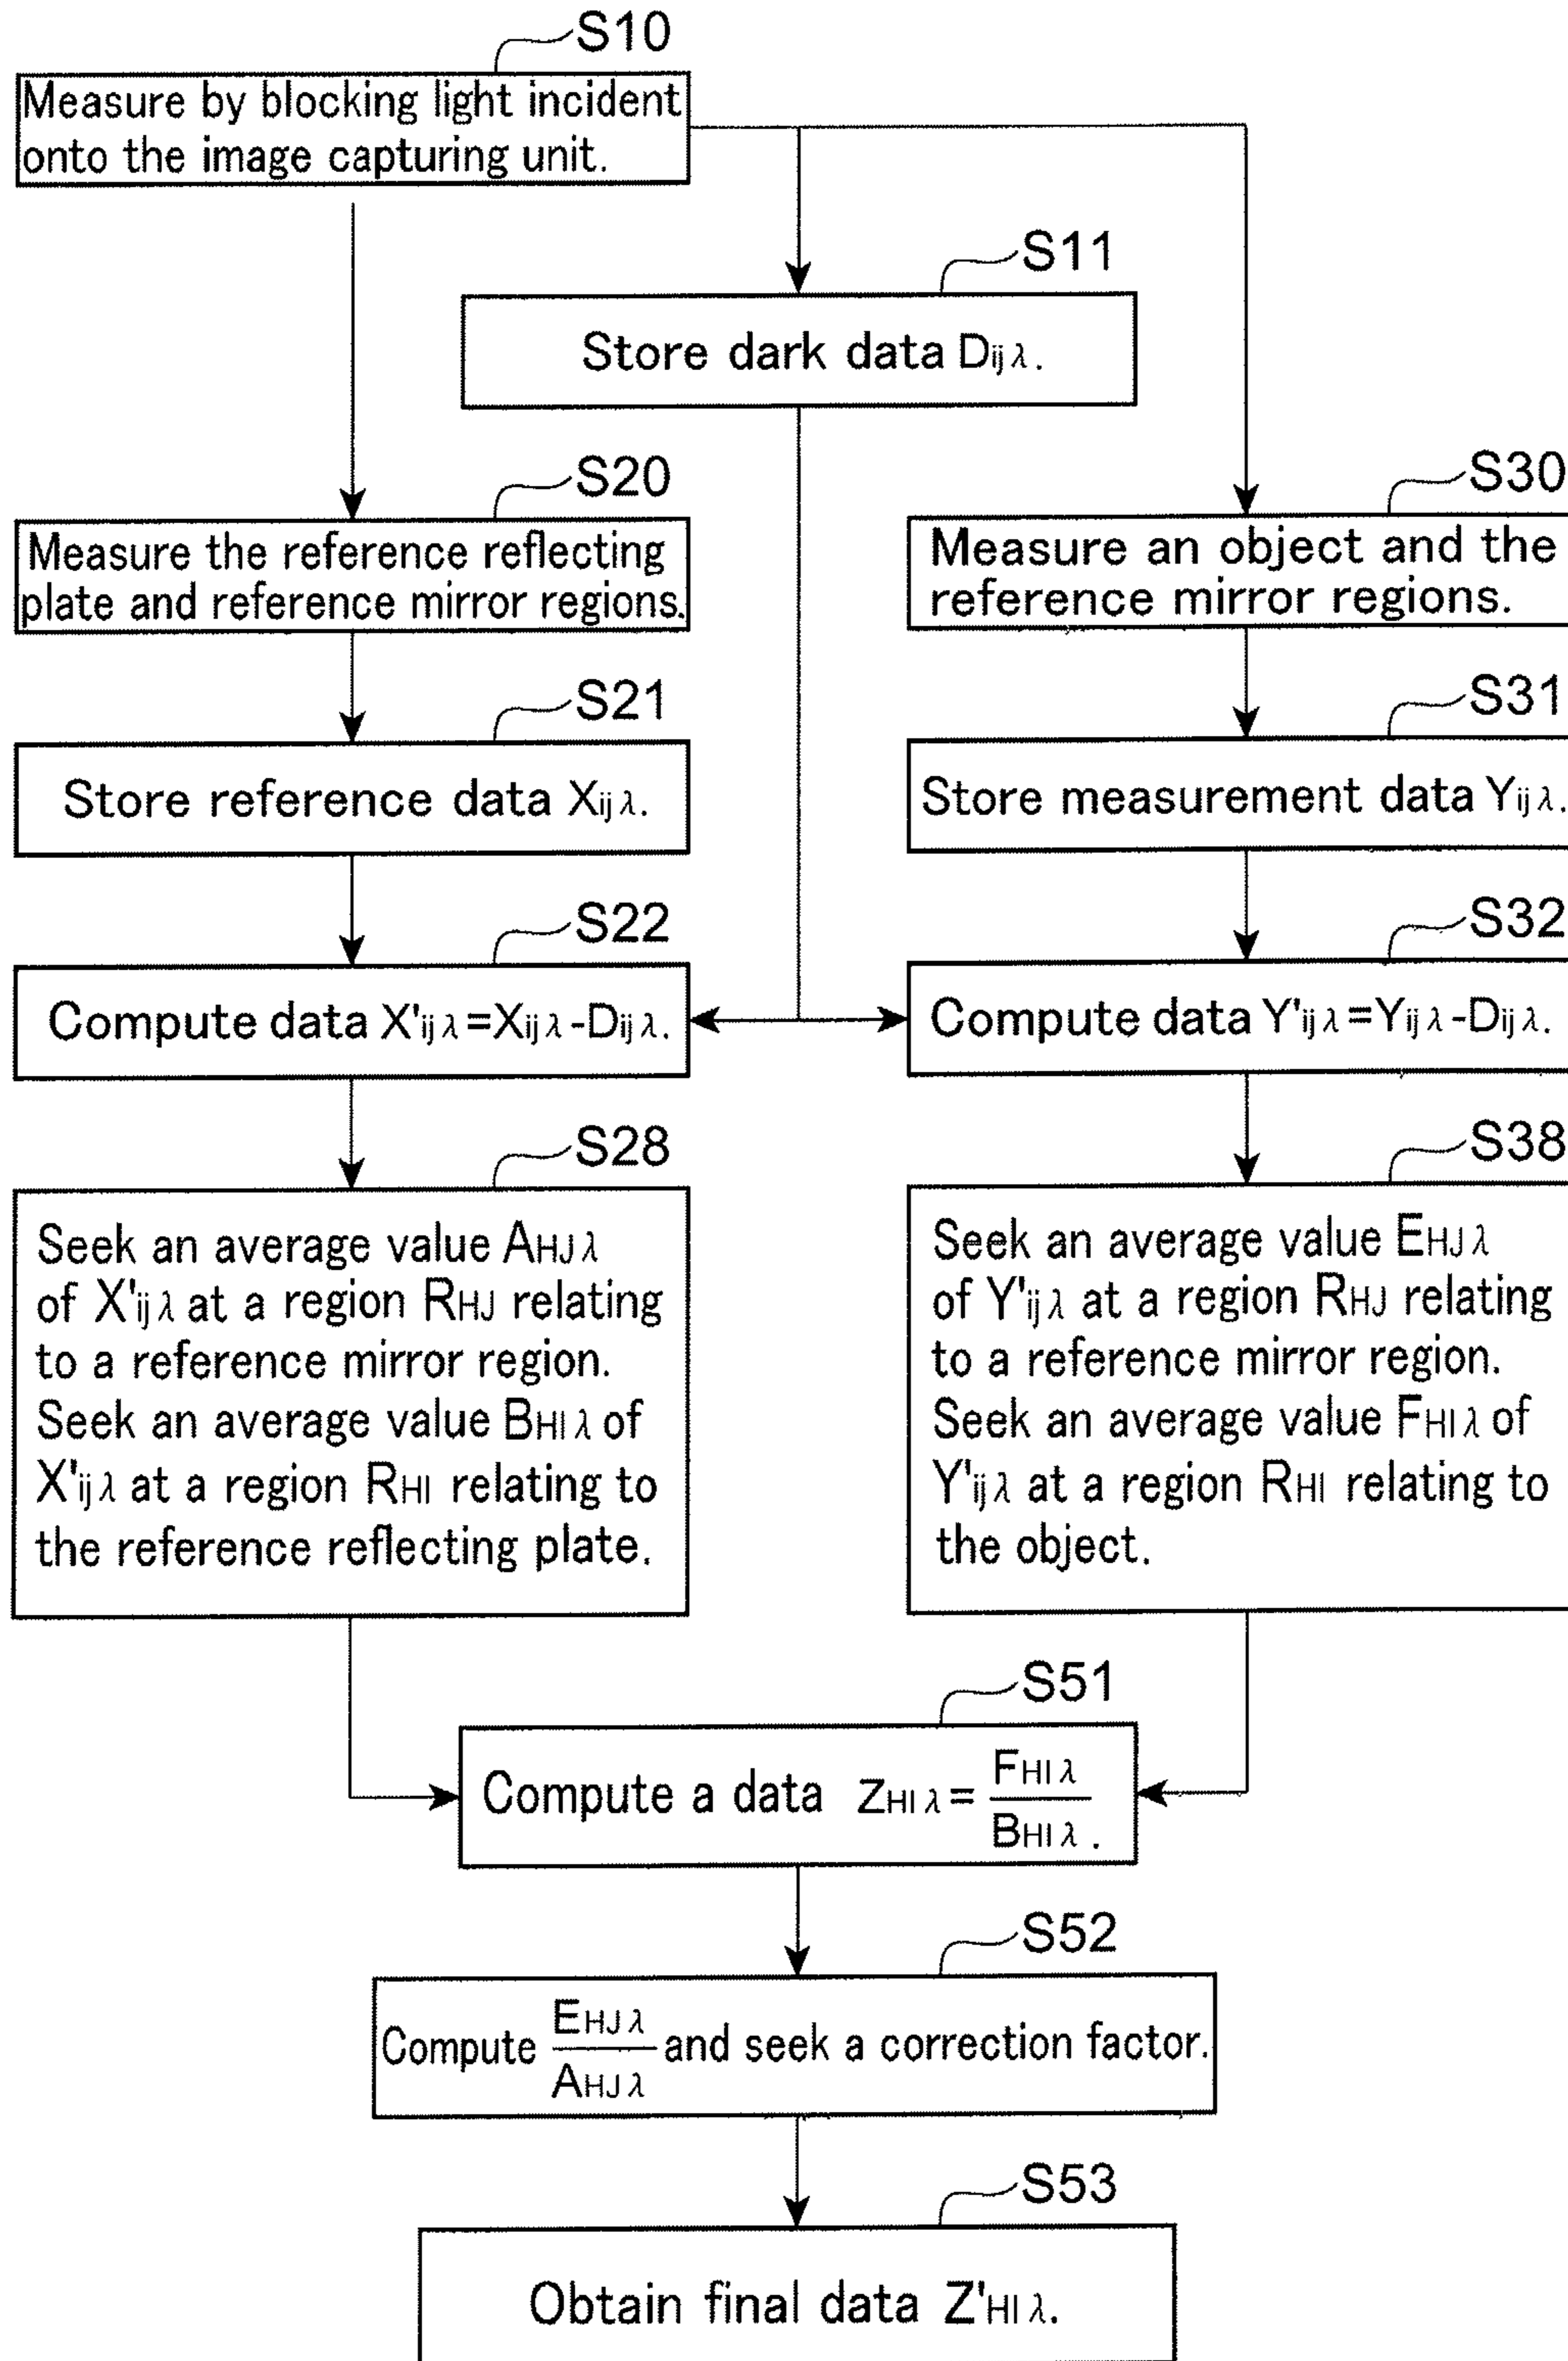 S10
Measure by blocking light incident
onto the image capturing unit.
S11
Store dark data Dijλ.
S20
Measure the reference reflecting
plate and reference mirror regions.
S30
Measure an object and the
reference mirror regions.
S21
Store reference data Xijλ.
S31
Store measurement data Yijλ.
S22
Compute data X'ijλ=Xijλ-Dijλ.
S32
Compute data Y'ijλ=Yijλ-Dijλ.
S28
Seek an average value AHJλ
of X'ijλ at a region RHJ relating
to a reference mirror region.
Seek an average value BHIλ of
X'ijλ at a region RHI relating to
the reference reflecting plate.
S38
Seek an average value EHJλ
of Y'ijλ at a region RHJ relating
to a reference mirror region.
Seek an average value FHIλ of
Y'ijλ at a region RHI relating to
the object.
S51
Compute a data ZHIλ= FHIλ
BHIλ.
S52
Compute EHJλ and seek a correction factor.
AHJλ
S53
Obtain final data Z'HIλ.